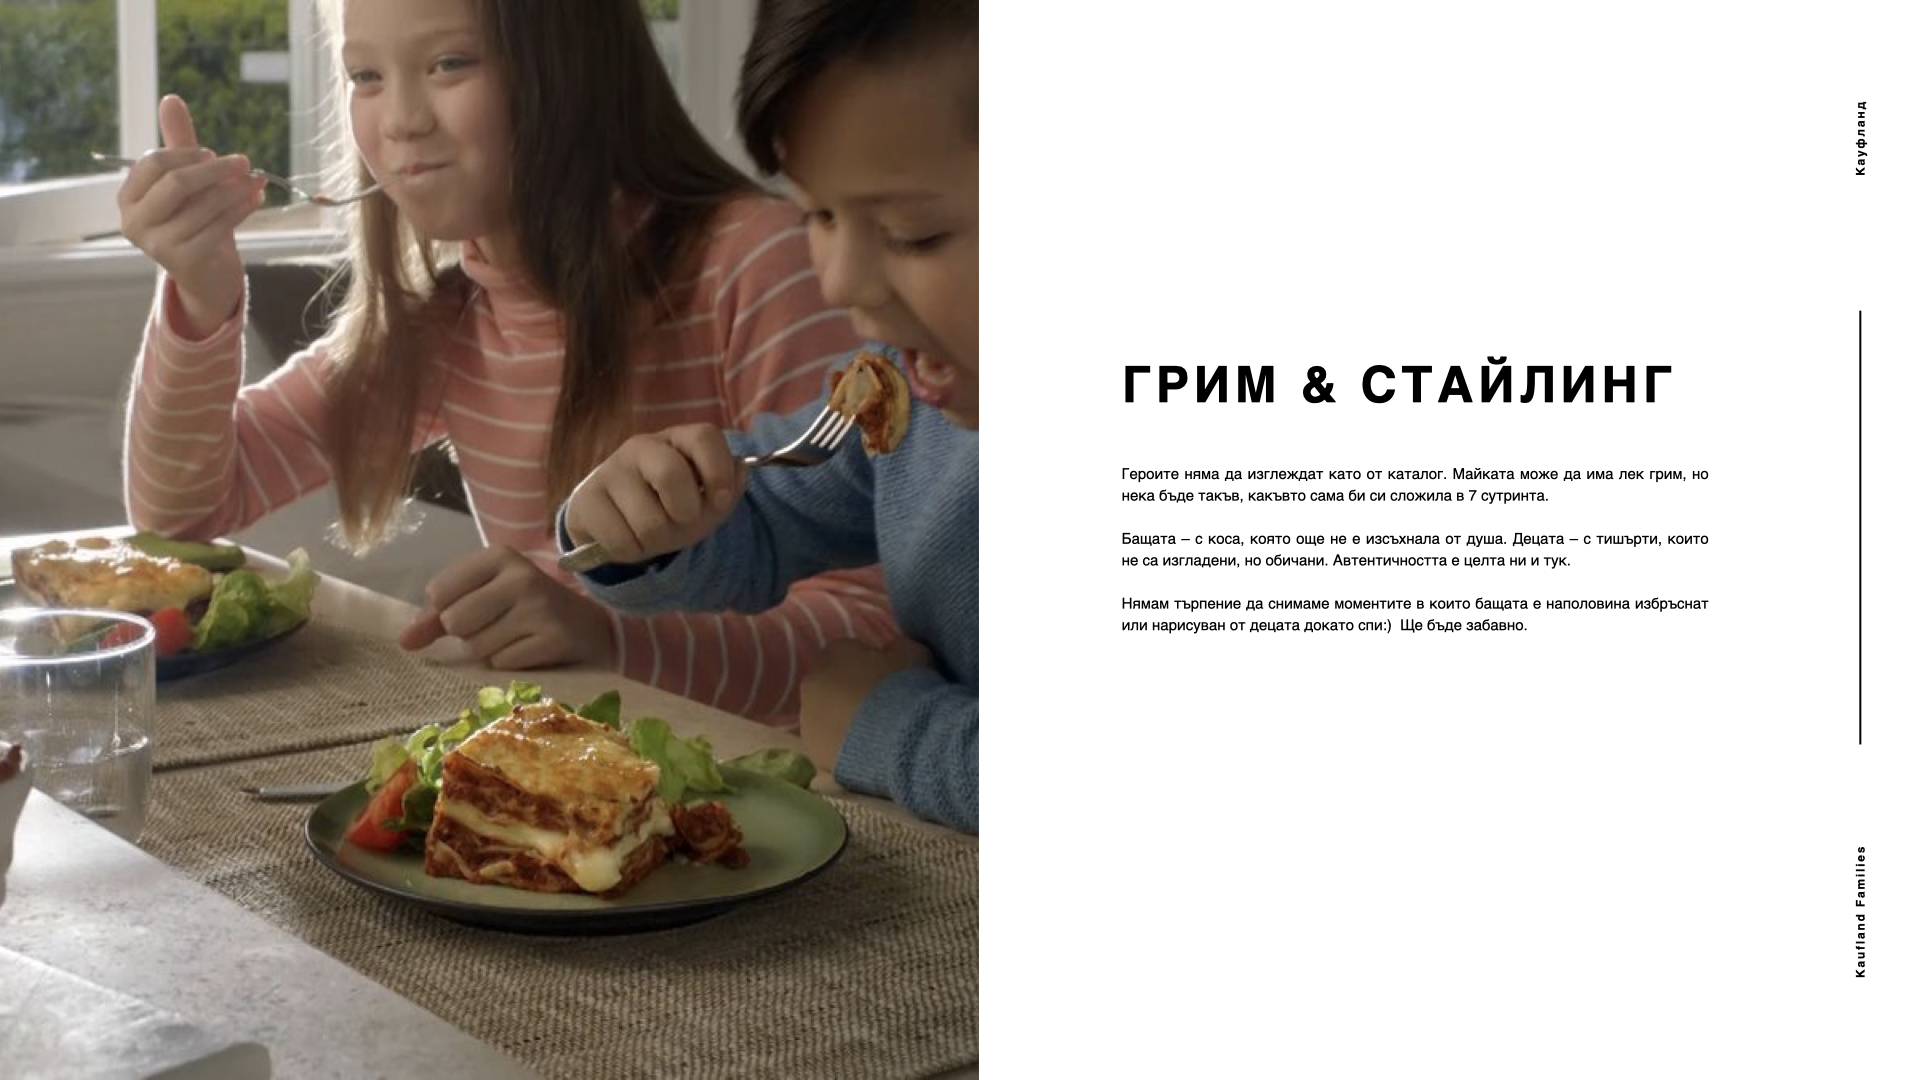 Кауфланд
ГРИМ & СТАЙЛИНГ
Героите няма да изглеждат като от каталог. Майката може да има лек грим, но
нека бъде такъв, какъвто сама би си сложила в 7 сутринта.
Бащата – с коса, която още не е изсъхнала от душа. Децата – с тишърти, които
не са изгладени, но обичани. Автентичността е целта ни и тук.
Нямам търпение да снимаме моментите в които бащата е наполовина избръснат
или нарисуван от децата докато спи:)  Ще бъде забавно.
Kaufland Families